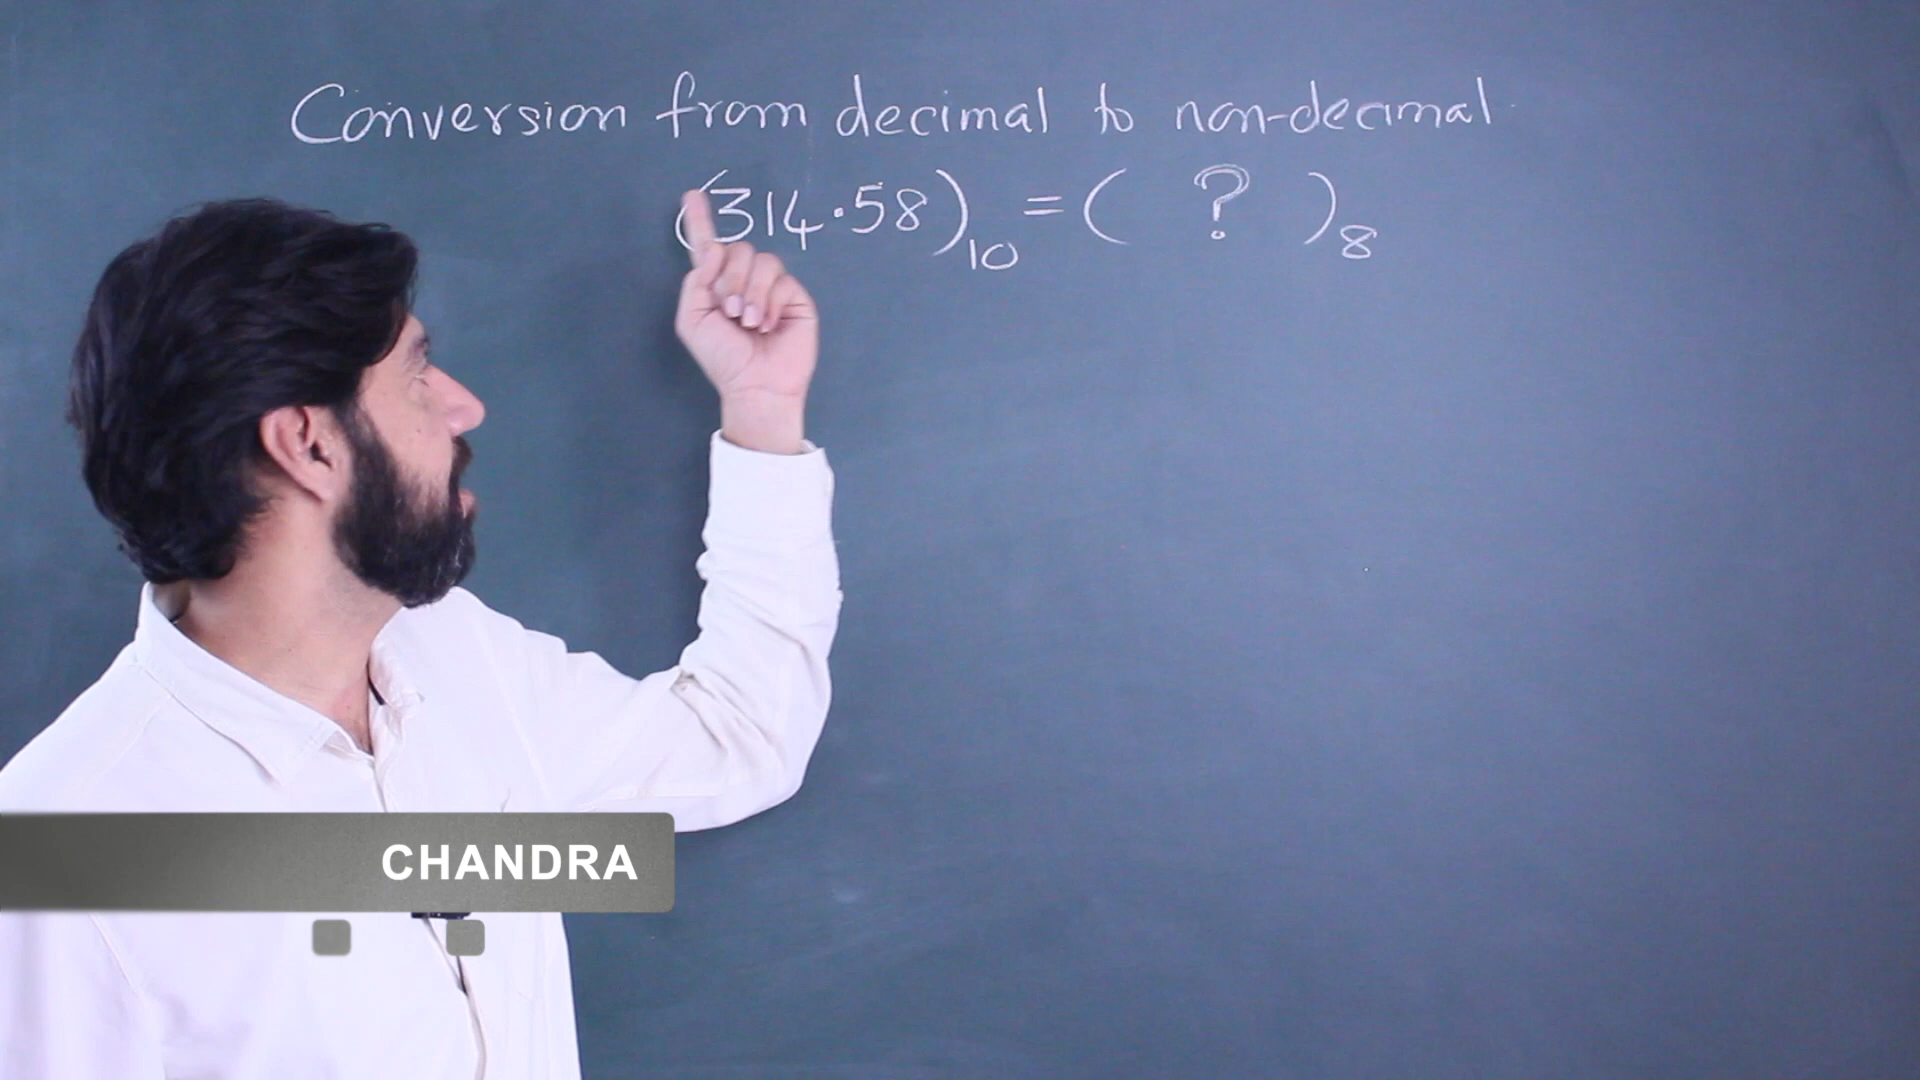 Conversion from decimal to non-decimal
(314.58)10 = ( ? )8
CHANDRA